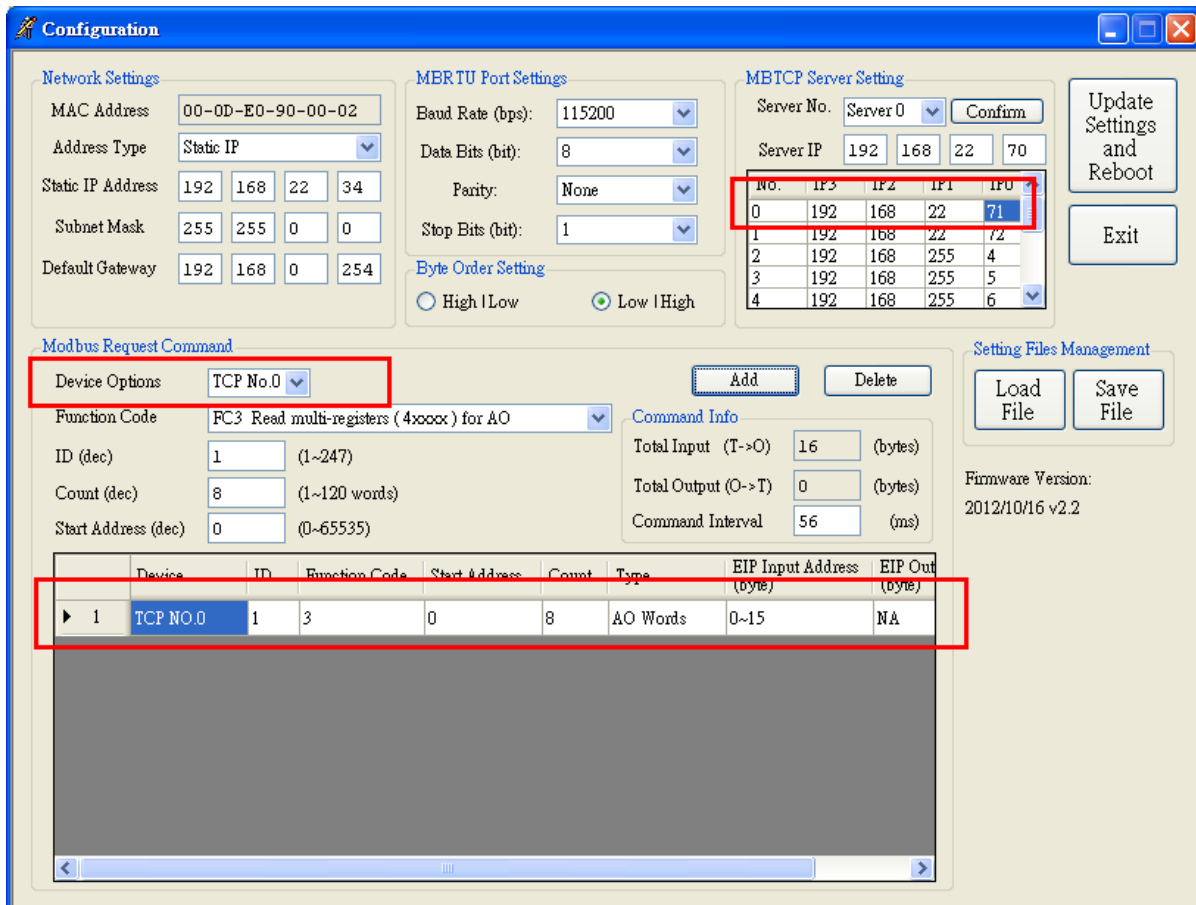 Configuration
Network Settings
MAC Address 00-0D-E0-90-00-02
Address Type Static IP
Static IP Address 192 168 22 34
Subnet Mask 255 255 0 0
Default Gateway 192 168 0 254
MBRTU Port Settings
Baud Rate (bps): 115200
Data Bits (bit): 8
Parity: None
Stop Bits (bit): 1
Byte Order Setting
High | Low Low | High
MBTCP Server Setting
Server No. Server 0 Confirm
Server IP 192 168 22 70
No. IP3 IP2 IP1 IP0
0 192 168 22 71
1 192 168 22 72
2 192 168 255 4
3 192 168 255 5
4 192 168 255 6
Update
Settings
and
Reboot
Exit
Modbus Request Command
Device Options TCP No.0 Add Delete
Function Code FC3 Read multi-registers ( 4xxxx ) for AO
ID (dec) 1 (1~247)
Count (dec) 8 (1~120 words)
Start Address (dec) 0 (0~65535)
Command Info
Total Input (T->O) 16 (bytes)
Total Output (O->T) 0 (bytes)
Command Interval 56 (ms)
Setting Files Management
Load
File
Save
File
Firmware Version:
2012/10/16 v2.2
Device ID Function Code Start Address Count Type EIP Input Address (byte) EIP Out (byte)
1 TCP NO.0 1 3 0 8 AO Words 0~15 NA